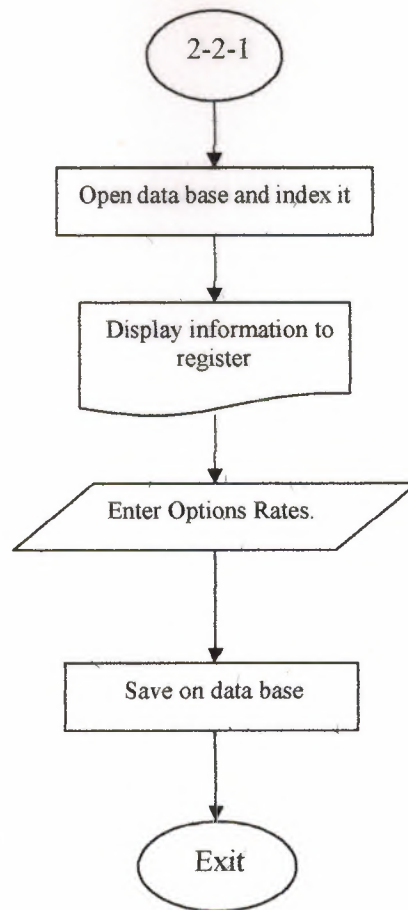 2-2-1
Open data base and index it
Display information to
register
Enter Options Rates.
Save on data base
Exit